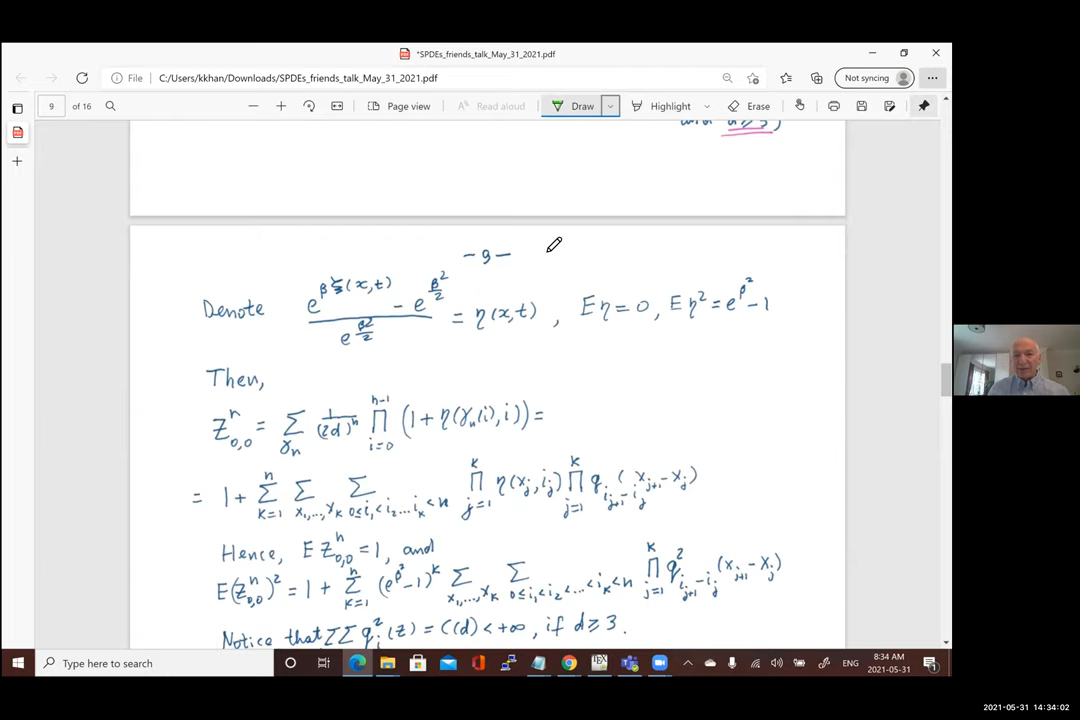 *SPDEs_friends_talk_May_31_2021.pdf
File | C:/Users/kkhan/Downloads/SPDEs_friends_talk_May_31_2021.pdf
Not syncing
9 of 16
Page view
Read aloud
Draw
Highlight
Erase
and d≥3)
-9-
Denote (e^{βξ(x,t)} - e^{β²/2}) / e^{β²/2} = η(x,t), Eη=0, Eη²=e^{β²}-1
Then,
Z^n_{0,0} = Σ_{γ_n} 1/(2d)^n ∏_{i=0}^{n-1} (1+η(γ_n(i),i)) =
= 1+ Σ_{k=1}^{n} Σ_{x_1,...,x_k} Σ_{0≤i_1<i_2...i_k<n} ∏_{j=1}^{k} η(x_j,i_j) ∏_{j=1}^{k} q_{i_{j+1}-i_j}(x_{j+1}-x_j)
Hence, E Z^n_{0,0}=1, and
E(Z^n_{0,0})² = 1+ Σ_{k=1}^{n} (e^{β²}-1)^k Σ_{x_1,...,x_k} Σ_{0≤i_1<i_2<...<i_k<n} ∏_{j=1}^{k} q²_{i_{j+1}-i_j}(x_{j+1}-x_j)
Notice that ΣΣ q²_i(z) = C(d)<+∞, if d≥3.
Type here to search
ENG
8:34 AM
2021-05-31
2021-05-31 14:34:02